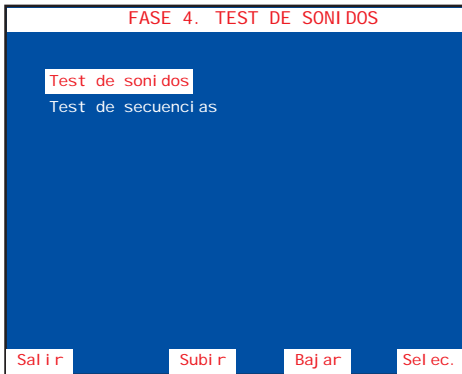 FASE 4. TEST DE SONIDOS
Test de sonidos
Test de secuencias
Salir Subir Bajar Selec.